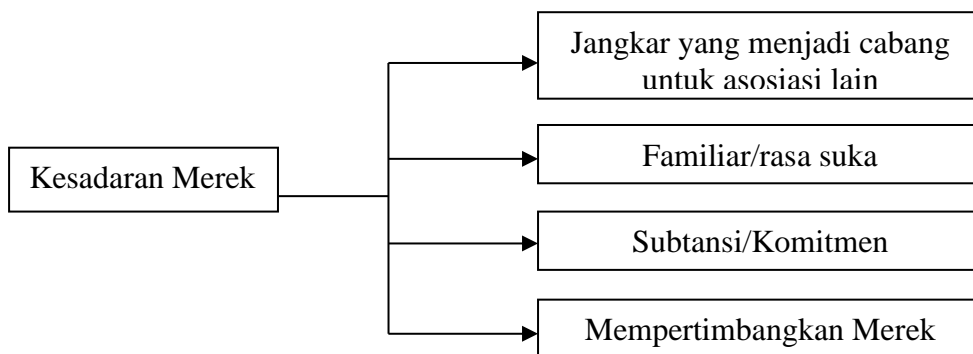 Jangkar yang menjadi cabang
untuk asosiasi lain
Familiar/rasa suka
Kesadaran Merek
Subtansi/Komitmen
Mempertimbangkan Merek